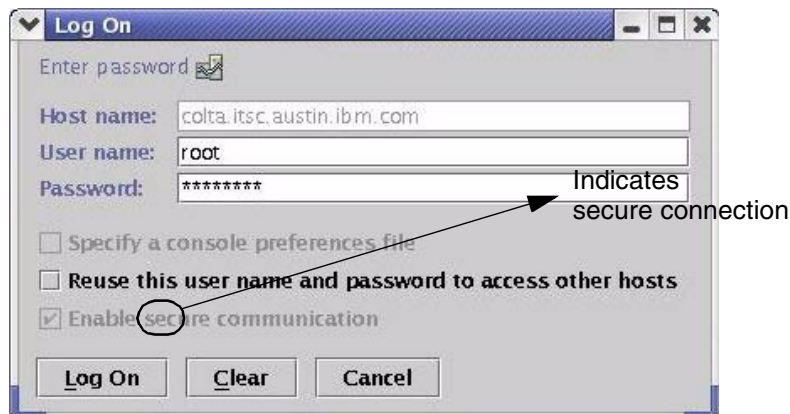 Log On
Enter password
Host name: colta.itsc.austin.ibm.com
User name: root
Password: ********
Indicates
secure connection
Specify a console preferences file
Reuse this user name and password to access other hosts
Enable secure communication
Log On Clear Cancel